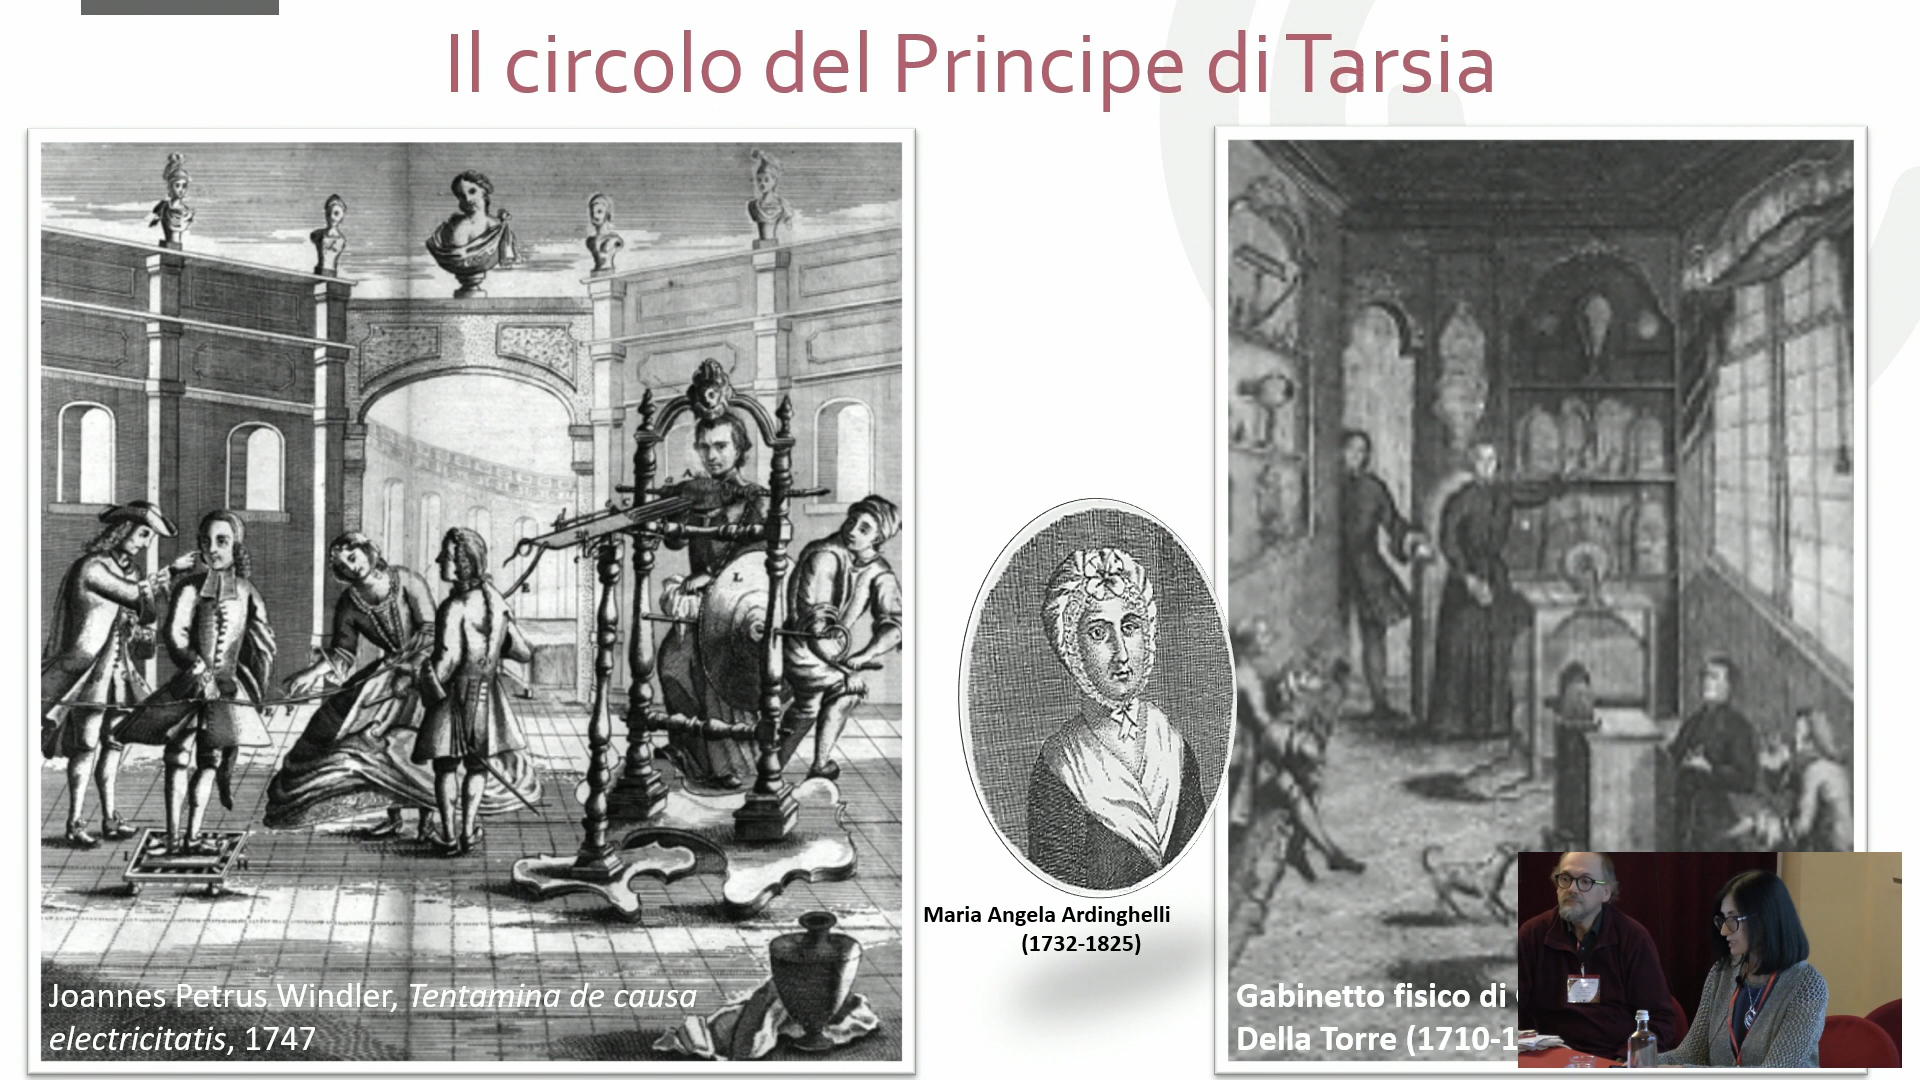 Il circolo del Principe di Tarsia
Joannes Petrus Windler, Tentamina de causa
electricitatis, 1747
Maria Angela Ardinghelli
(1732-1825)
Gabinetto fisico di
Della Torre (1710-1